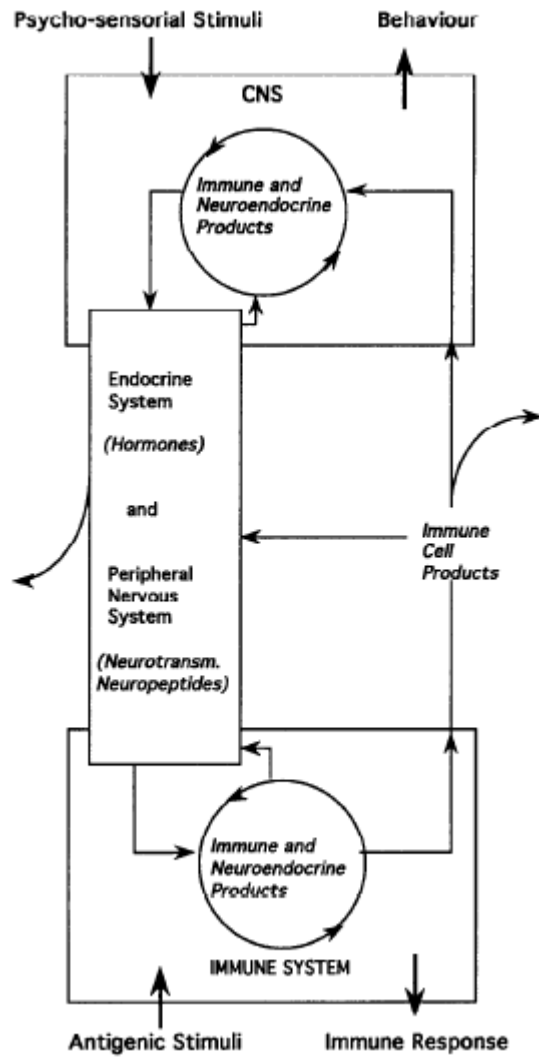 Psycho-sensorial Stimuli
Behaviour
CNS
Immune and
Neuroendocrine
Products
Endocrine
System
(Hormones)
and
Peripheral
Nervous
System
(Neurotransm.
Neuropeptides)
Immune
Cell
Products
Immune and
Neuroendocrine
Products
IMMUNE SYSTEM
Antigenic Stimuli
Immune Response